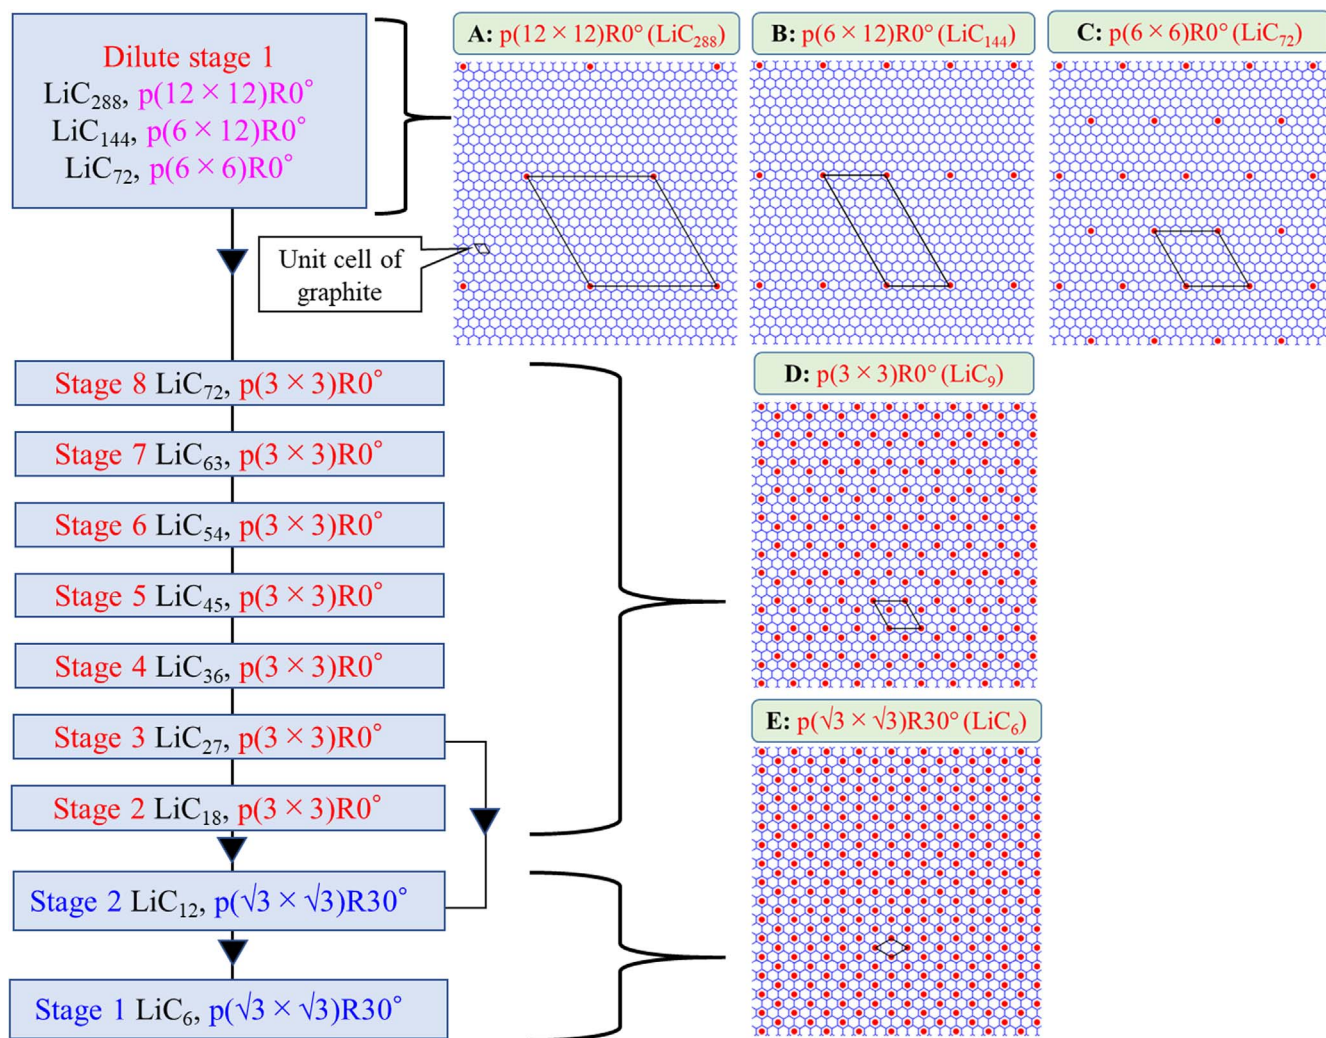 Dilute stage 1
LiC₂₈₈, p(12 × 12)R0°
LiC₁₄₄, p(6 × 12)R0°
LiC₇₂, p(6 × 6)R0°
Unit cell of
graphite
Stage 8 LiC₇₂, p(3 × 3)R0°
Stage 7 LiC₆₃, p(3 × 3)R0°
Stage 6 LiC₅₄, p(3 × 3)R0°
Stage 5 LiC₄₅, p(3 × 3)R0°
Stage 4 LiC₃₆, p(3 × 3)R0°
Stage 3 LiC₂₇, p(3 × 3)R0°
Stage 2 LiC₁₈, p(3 × 3)R0°
Stage 2 LiC₁₂, p(√3 × √3)R30°
Stage 1 LiC₆, p(√3 × √3)R30°
A: p(12 × 12)R0° (LiC₂₈₈)
B: p(6 × 12)R0° (LiC₁₄₄)
C: p(6 × 6)R0° (LiC₇₂)
D: p(3 × 3)R0° (LiC₉)
E: p(√3 × √3)R30° (LiC₆)